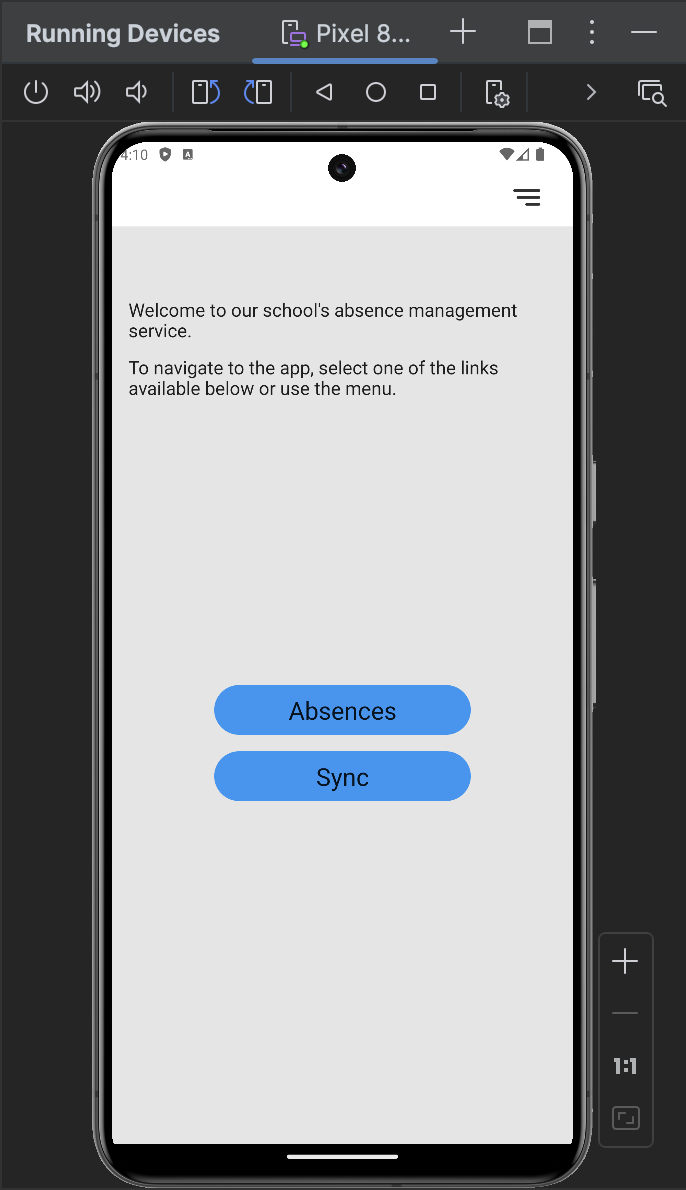 Running Devices
Pixel 8...
4:10
A
Welcome to our school's absence management
service.
To navigate to the app, select one of the links
available below or use the menu.
Absences
Sync
1:1